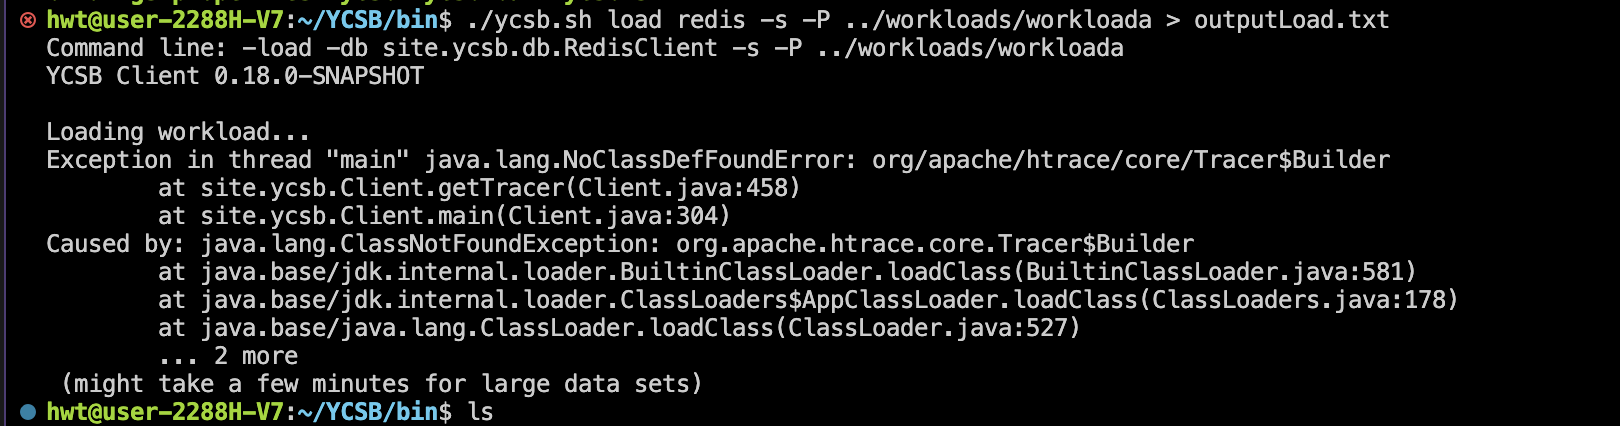 hwt@user-2288H-V7:~/YCSB/bin$ ./ycsb.sh load redis -s -P ../workloads/workloada > outputLoad.txt
Command line: -load -db site.ycsb.db.RedisClient -s -P ../workloads/workloada
YCSB Client 0.18.0-SNAPSHOT
Loading workload...
Exception in thread "main" java.lang.NoClassDefFoundError: org/apache/htrace/core/Tracer$Builder
at site.ycsb.Client.getTracer(Client.java:458)
at site.ycsb.Client.main(Client.java:304)
Caused by: java.lang.ClassNotFoundException: org.apache.htrace.core.Tracer$Builder
at java.base/jdk.internal.loader.BuiltinClassLoader.loadClass(BuiltinClassLoader.java:581)
at java.base/jdk.internal.loader.ClassLoaders$AppClassLoader.loadClass(ClassLoaders.java:178)
at java.base/java.lang.ClassLoader.loadClass(ClassLoader.java:527)
... 2 more
(might take a few minutes for large data sets)
hwt@user-2288H-V7:~/YCSB/bin$ ls